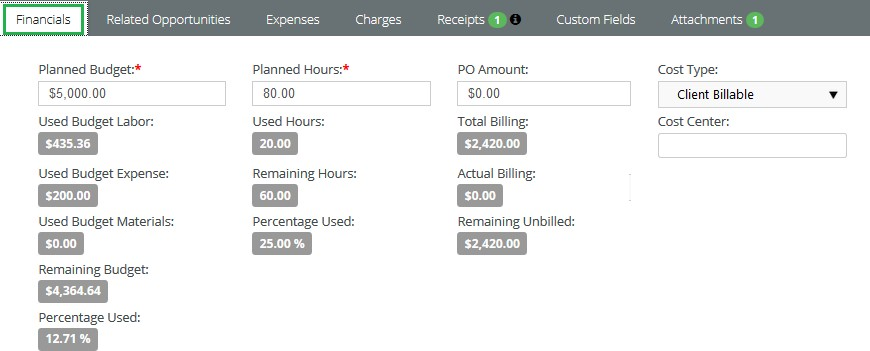 Financials Related Opportunities Expenses Charges Receipts 1 i Custom Fields Attachments 1
Planned Budget:* Planned Hours:* PO Amount: Cost Type:
$5,000.00 80.00 $0.00 Client Billable
Used Budget Labor: Used Hours: Total Billing: Cost Center:
$435.36 20.00 $2,420.00
Used Budget Expense: Remaining Hours: Actual Billing:
$200.00 60.00 $0.00
Used Budget Materials: Percentage Used: Remaining Unbilled:
$0.00 25.00 % $2,420.00
Remaining Budget:
$4,364.64
Percentage Used:
12.71 %